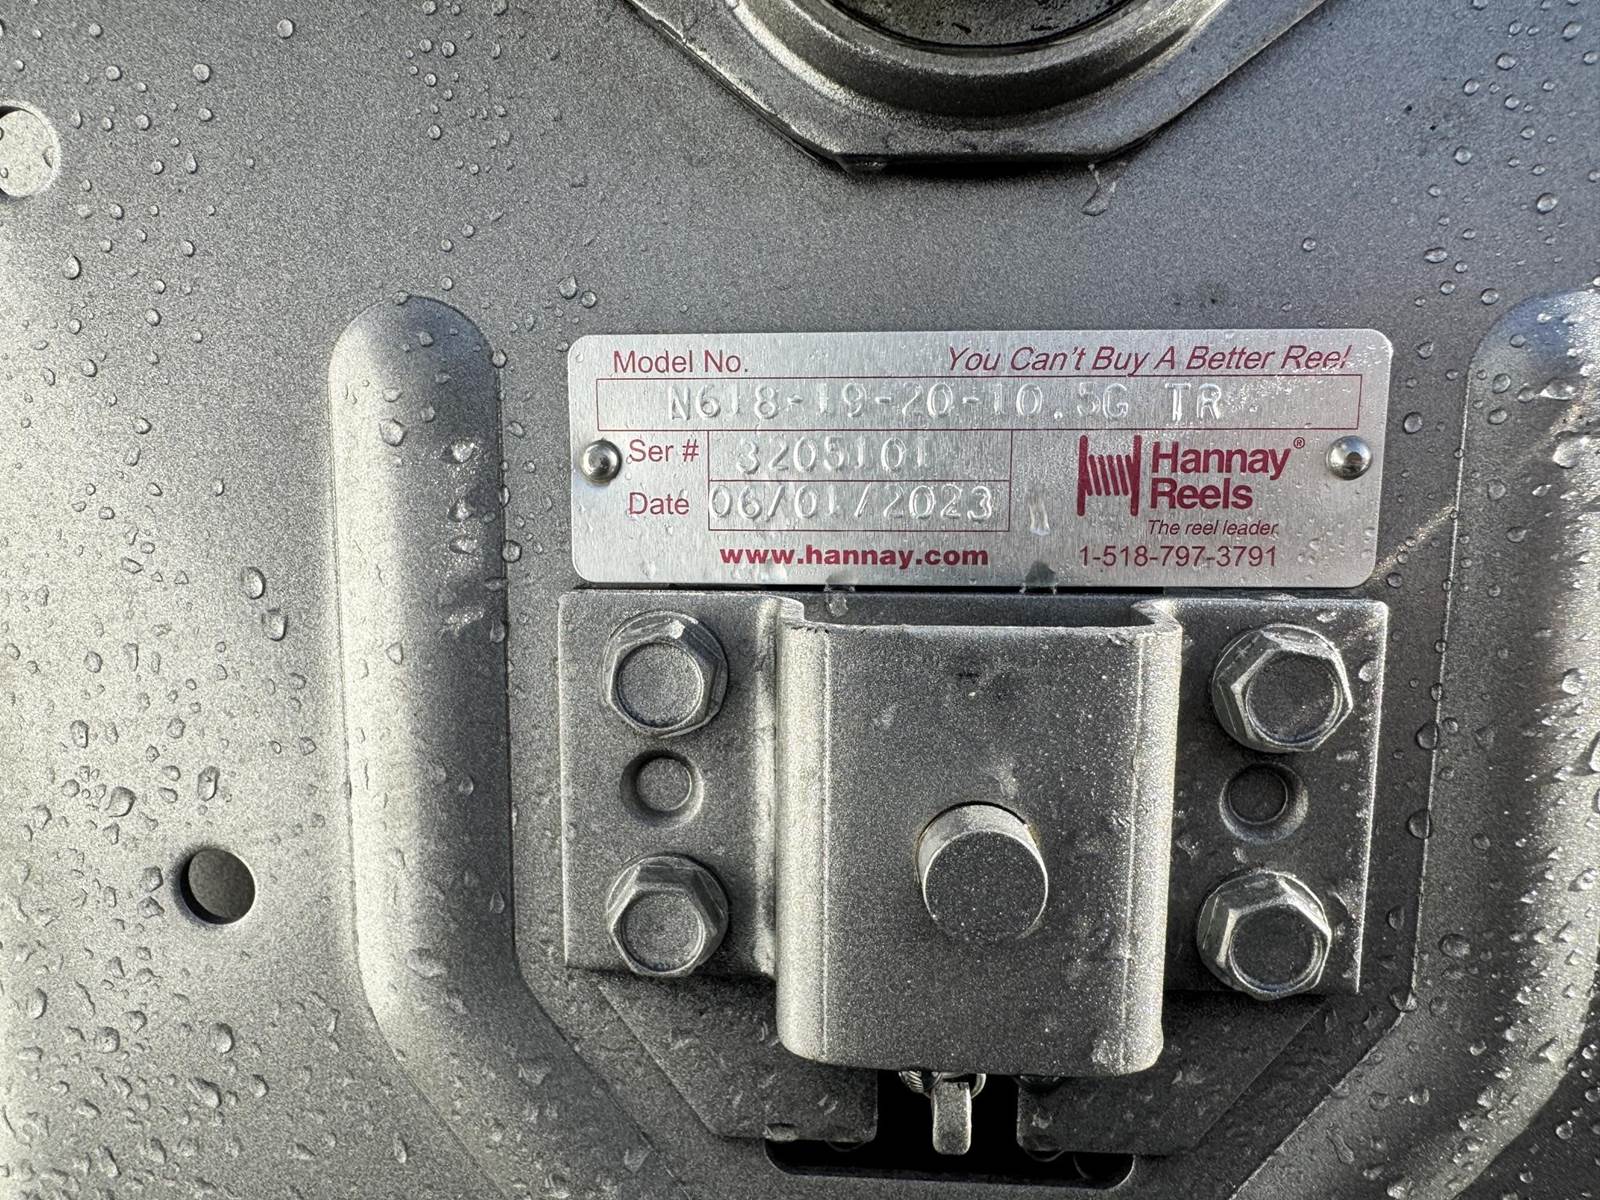 Model No. You Can't Buy A Better Reel
N618-19-20-10.5G TR
Ser # 3205101
Date 06/01/2023
Hannay®
Reels
The reel leader.
www.hannay.com 1-518-797-3791